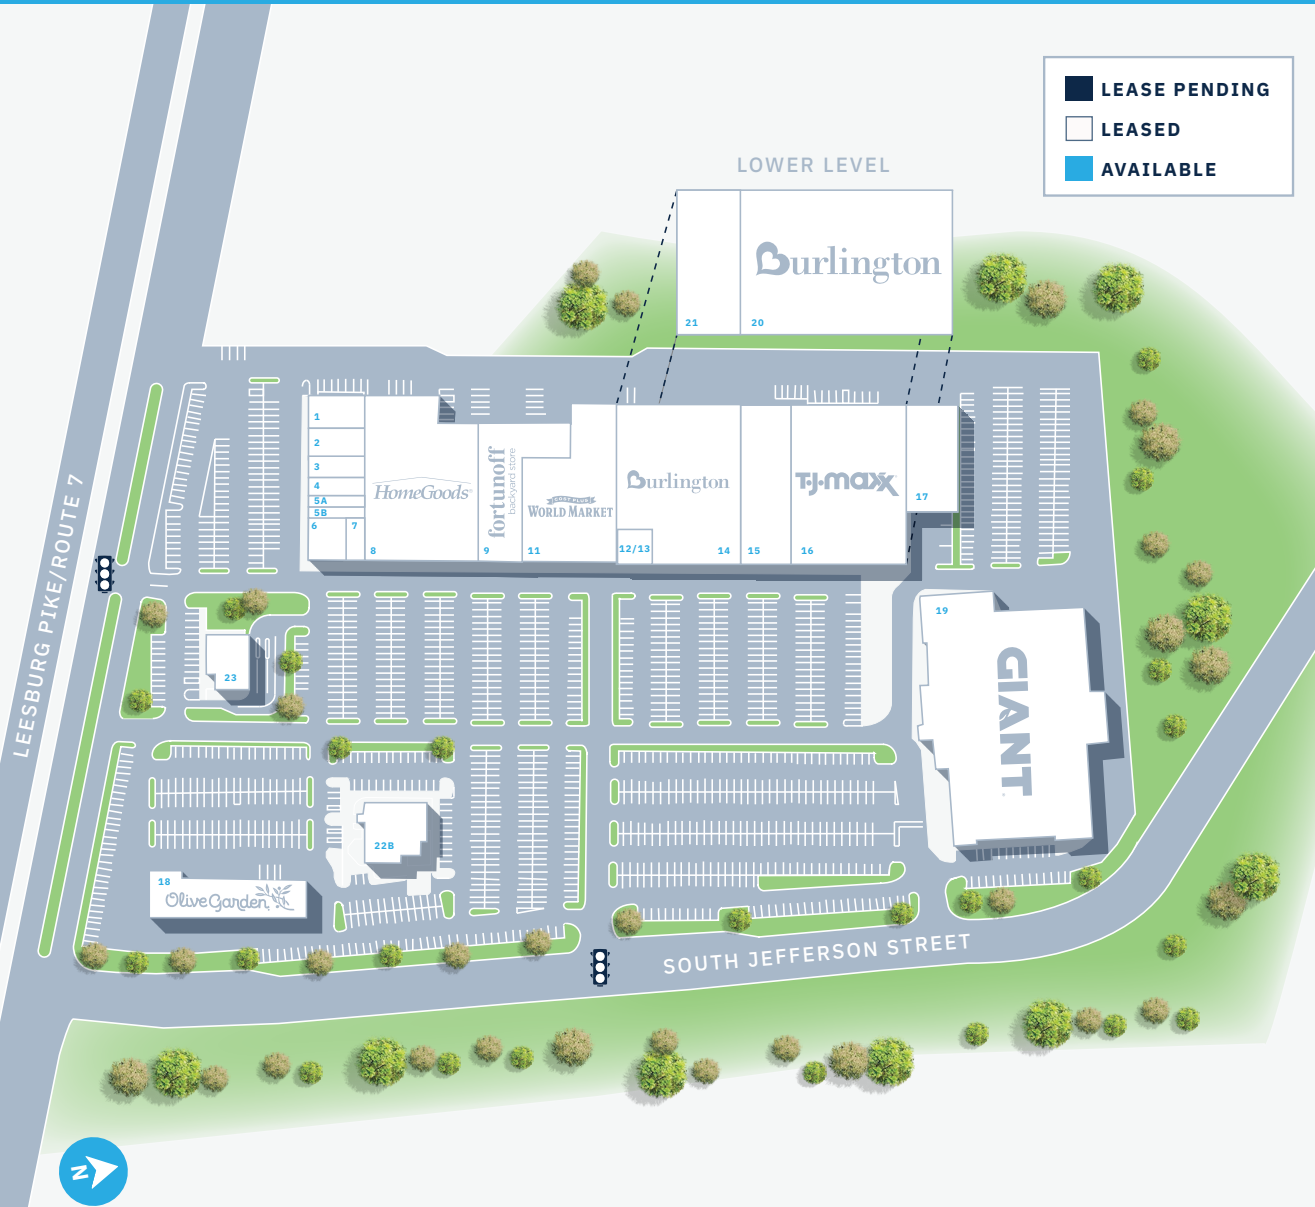 LEASE PENDING
LEASED
AVAILABLE
LOWER LEVEL
Burlington
21
20
1
2
3
4
5A
5B
6
7
8
HomeGoods
fortunoff
backyard store
9
COST PLUS
WORLD MARKET
11
Burlington
12/13
14
15
T.J.maxx
16
17
19
GIANT
23
22B
18
Olive Garden
LEESBURG PIKE/ROUTE 7
SOUTH JEFFERSON STREET
N